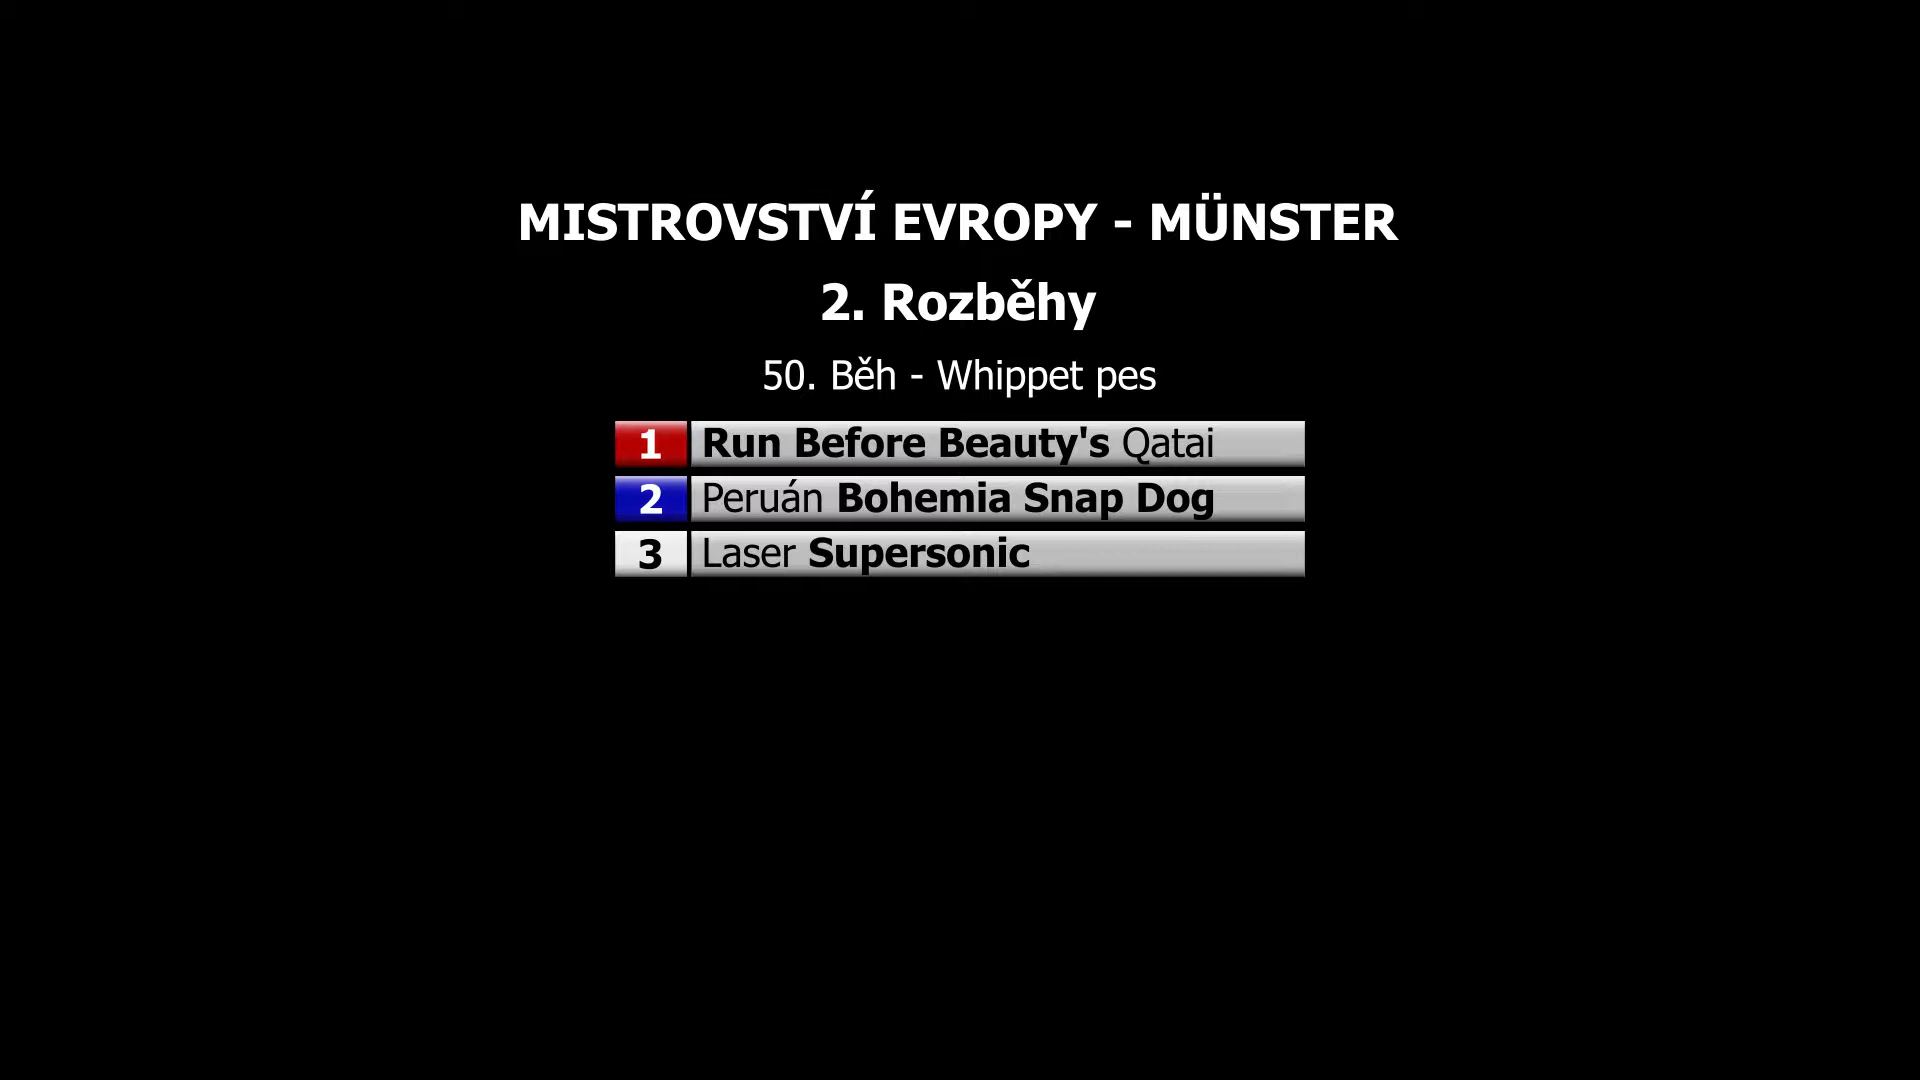 MISTROVSTVÍ EVROPY - MÜNSTER
2. Rozběhy
50. Běh - Whippet pes
1 Run Before Beauty's Qatai
2 Peruán Bohemia Snap Dog
3 Laser Supersonic